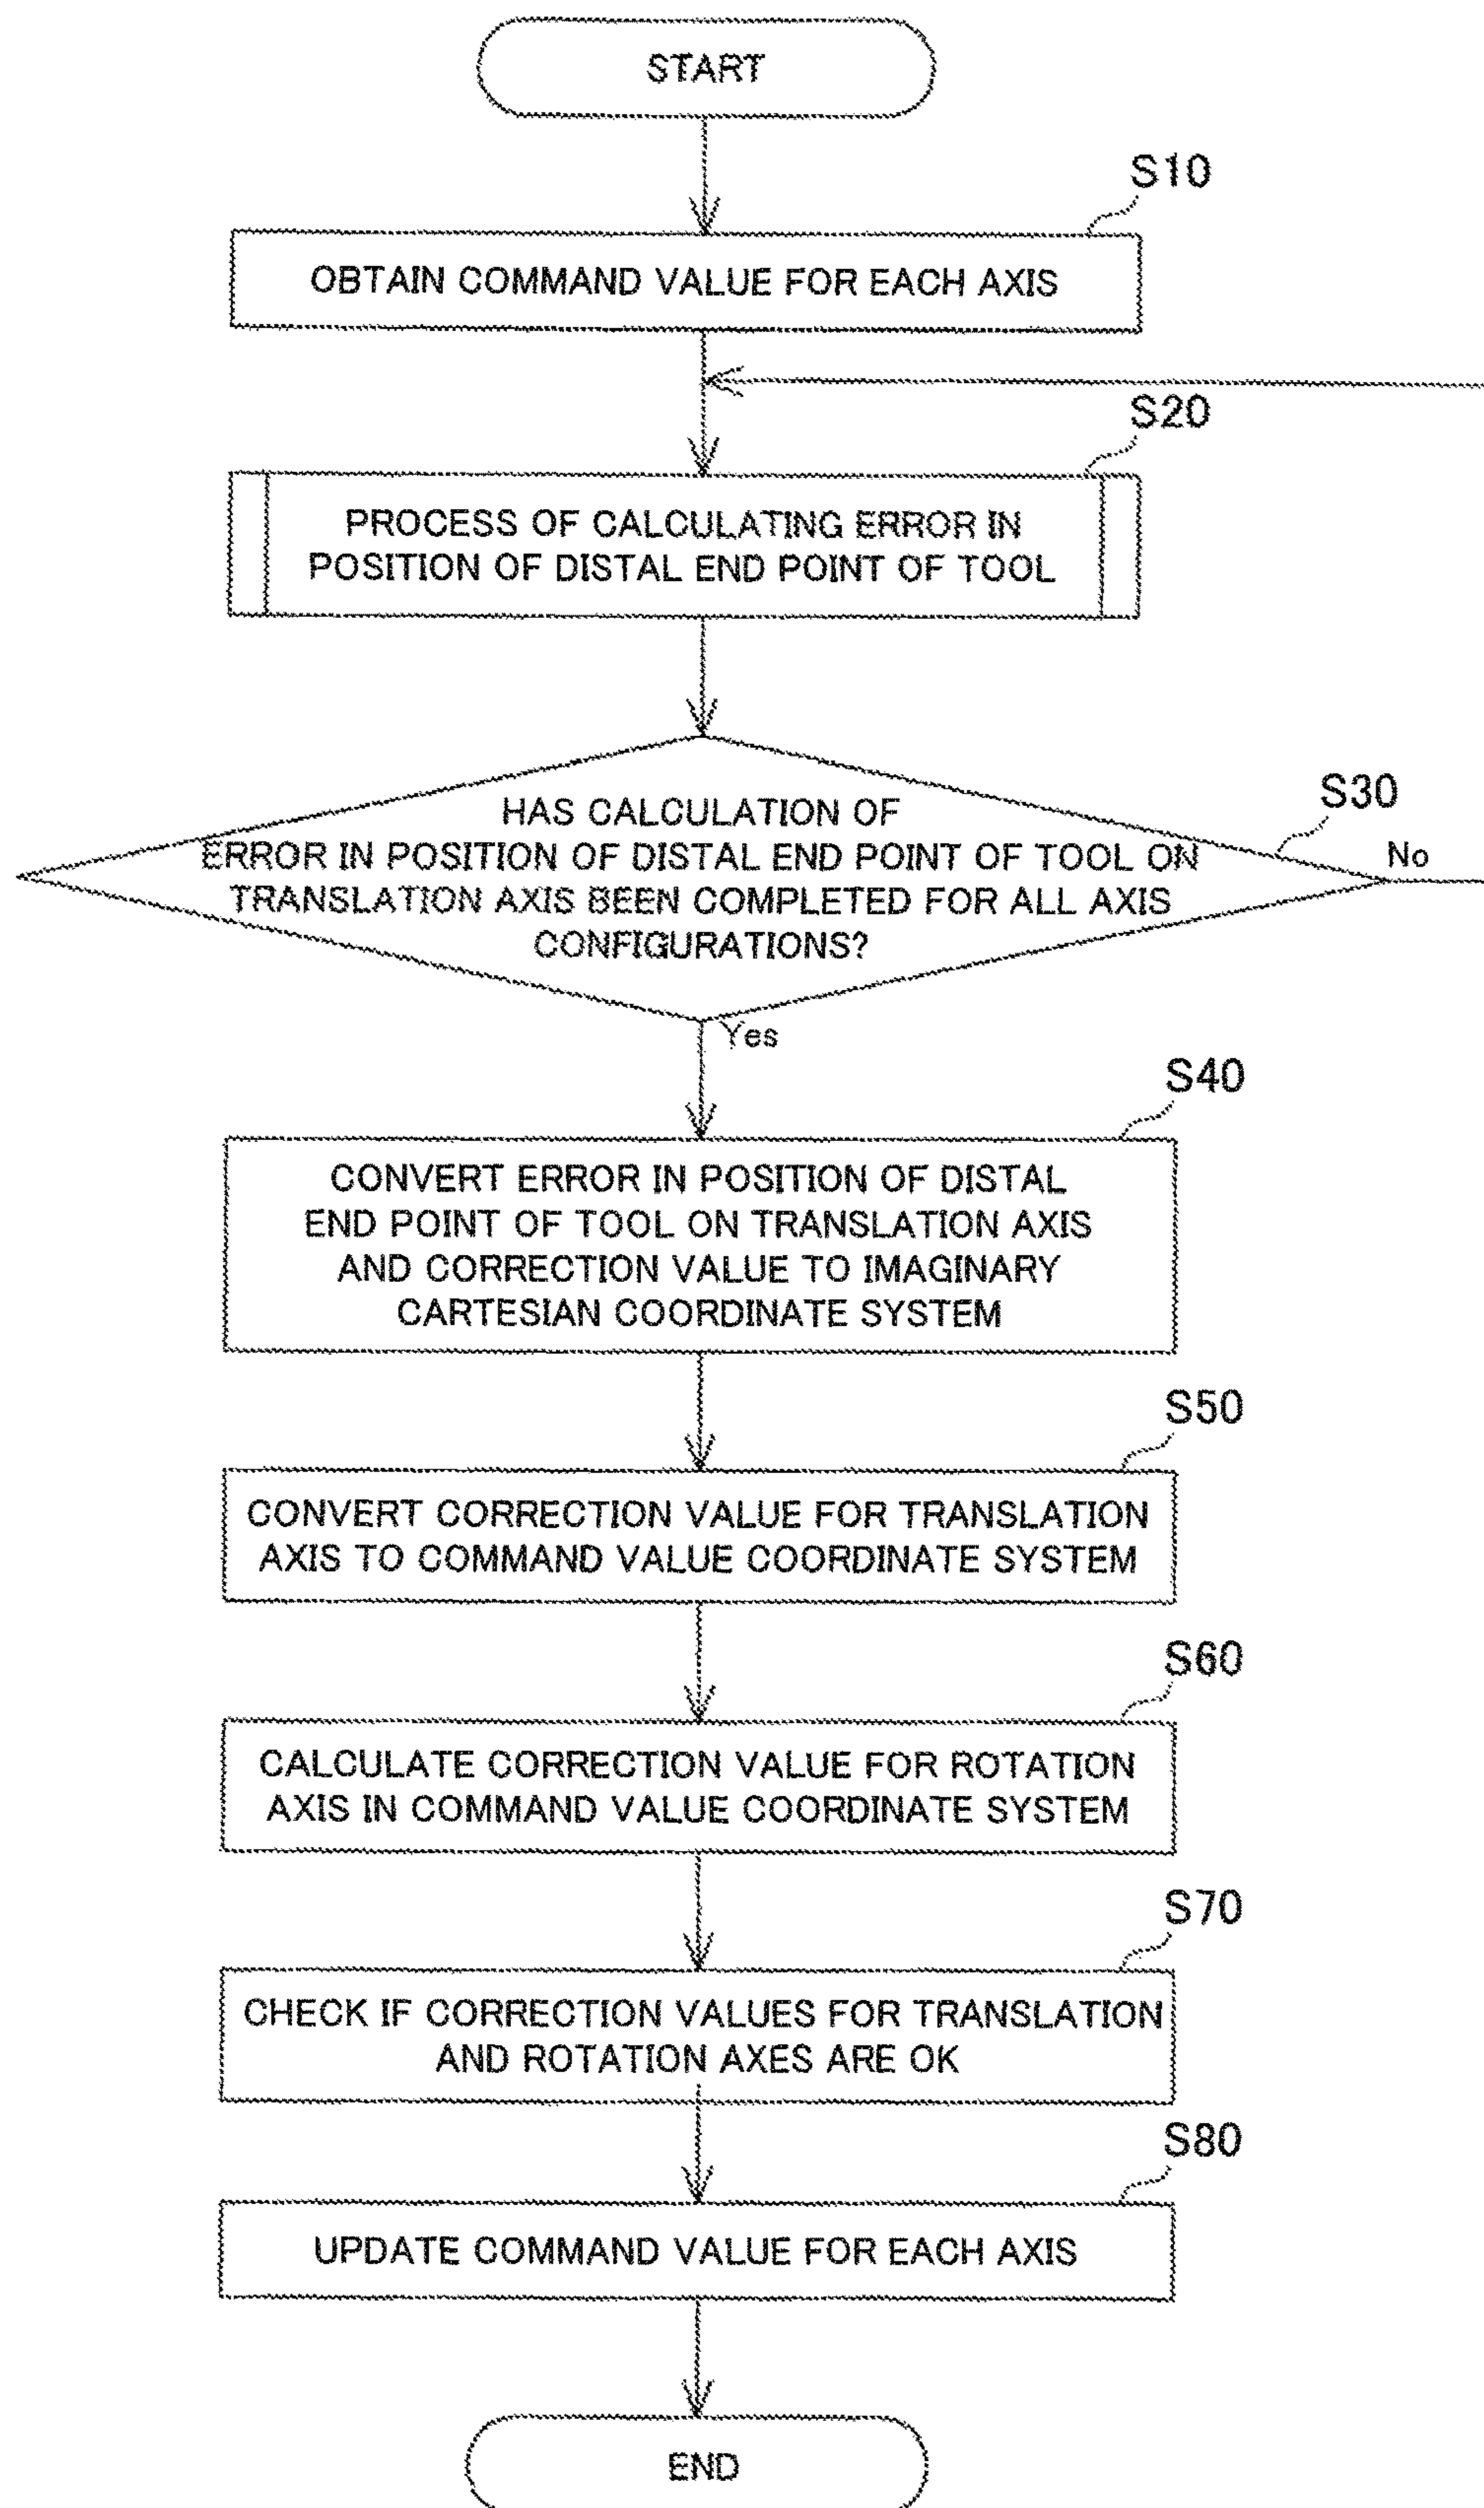 START
S10
OBTAIN COMMAND VALUE FOR EACH AXIS
S20
PROCESS OF CALCULATING ERROR IN
POSITION OF DISTAL END POINT OF TOOL
S30
HAS CALCULATION OF
ERROR IN POSITION OF DISTAL END POINT OF TOOL ON
TRANSLATION AXIS BEEN COMPLETED FOR ALL AXIS
CONFIGURATIONS?
No
Yes
S40
CONVERT ERROR IN POSITION OF DISTAL
END POINT OF TOOL ON TRANSLATION AXIS
AND CORRECTION VALUE TO IMAGINARY
CARTESIAN COORDINATE SYSTEM
S50
CONVERT CORRECTION VALUE FOR TRANSLATION
AXIS TO COMMAND VALUE COORDINATE SYSTEM
S60
CALCULATE CORRECTION VALUE FOR ROTATION
AXIS IN COMMAND VALUE COORDINATE SYSTEM
S70
CHECK IF CORRECTION VALUES FOR TRANSLATION
AND ROTATION AXES ARE OK
S80
UPDATE COMMAND VALUE FOR EACH AXIS
END